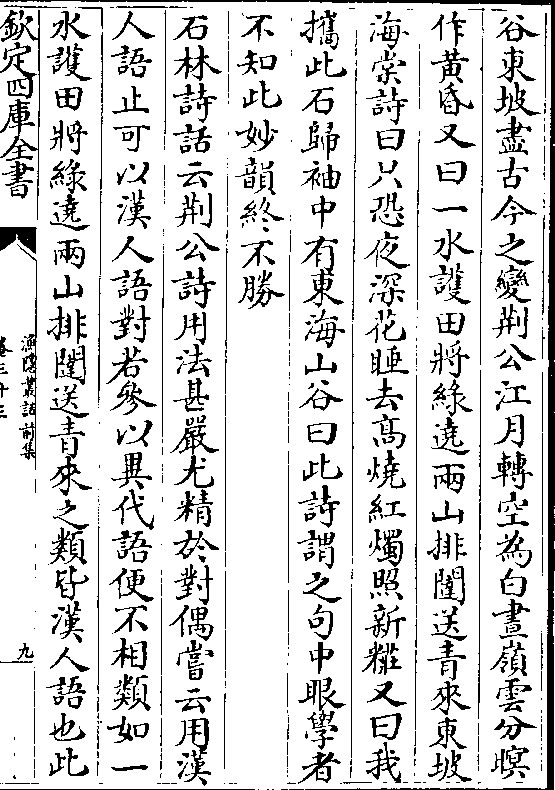 谷東坡盡古今之變荆公江月轉空為白晝嶺雲分暝
作黄昏又曰一水護田將緑遶兩山排闥送青來東坡
海棠詩曰只恐夜深花睡去髙燒紅燭照新粧又曰我
攜此石歸袖中有東海山谷曰此詩謂之句中眼學者
不知此妙韻終不勝
石林詩話云荆公詩用法甚嚴尤精於對偶嘗云用漢
人語止可以漢人語對若參以異代語便不相類如一
水護田將緑遶兩山排闥送青來之類皆漢人語也此
欽定四庫全書
漁隱叢話前集
卷三十三
九